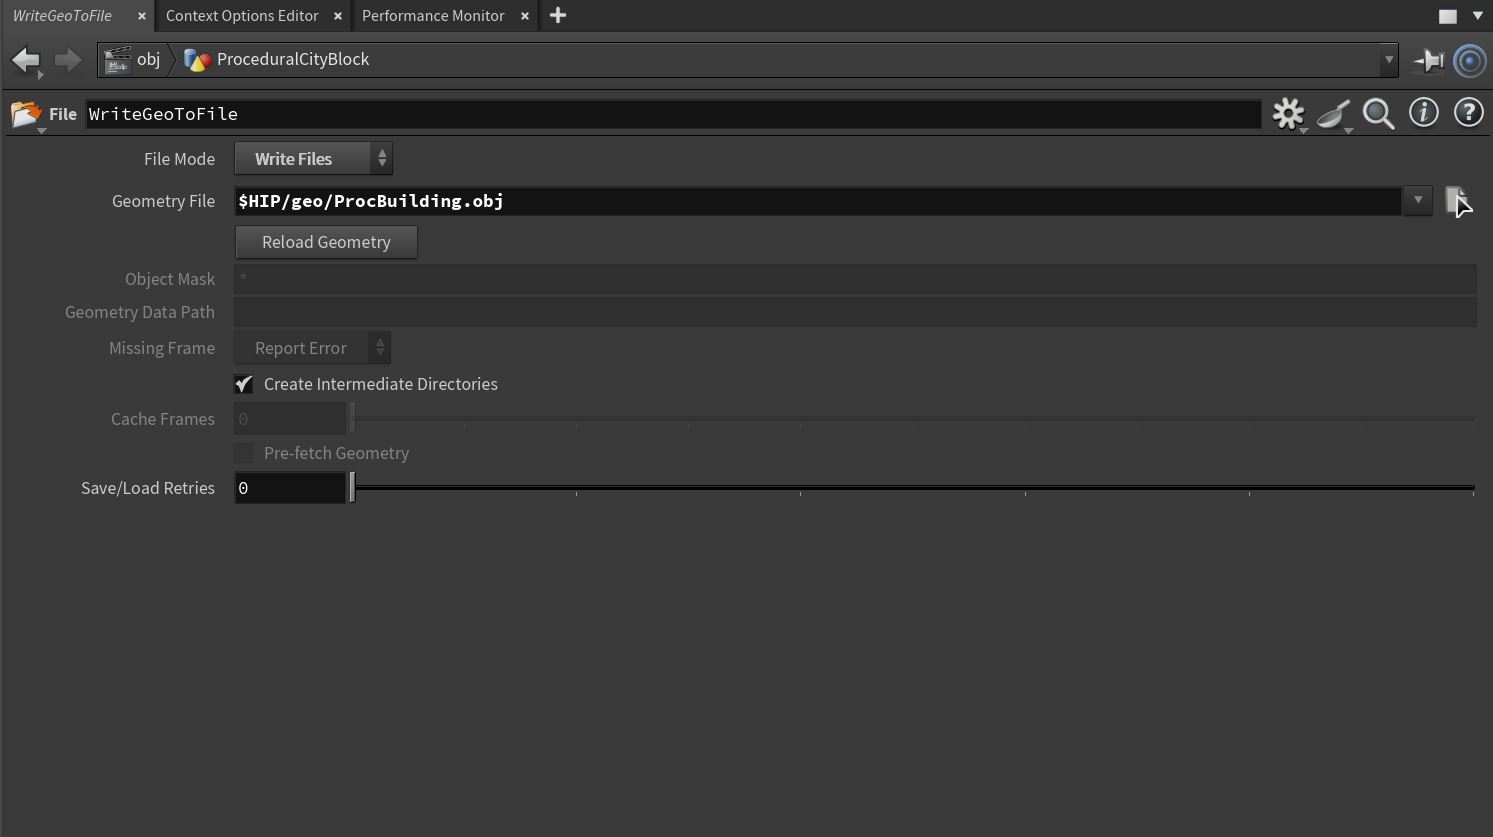 WriteGeoToFile × Context Options Editor × Performance Monitor ×
obj ProceduralCityBlock
File WriteGeoToFile
File Mode Write Files
Geometry File $HIP/geo/ProcBuilding.obj
Reload Geometry
Object Mask *
Geometry Data Path
Missing Frame Report Error
Create Intermediate Directories
Cache Frames 0
Pre-fetch Geometry
Save/Load Retries 0